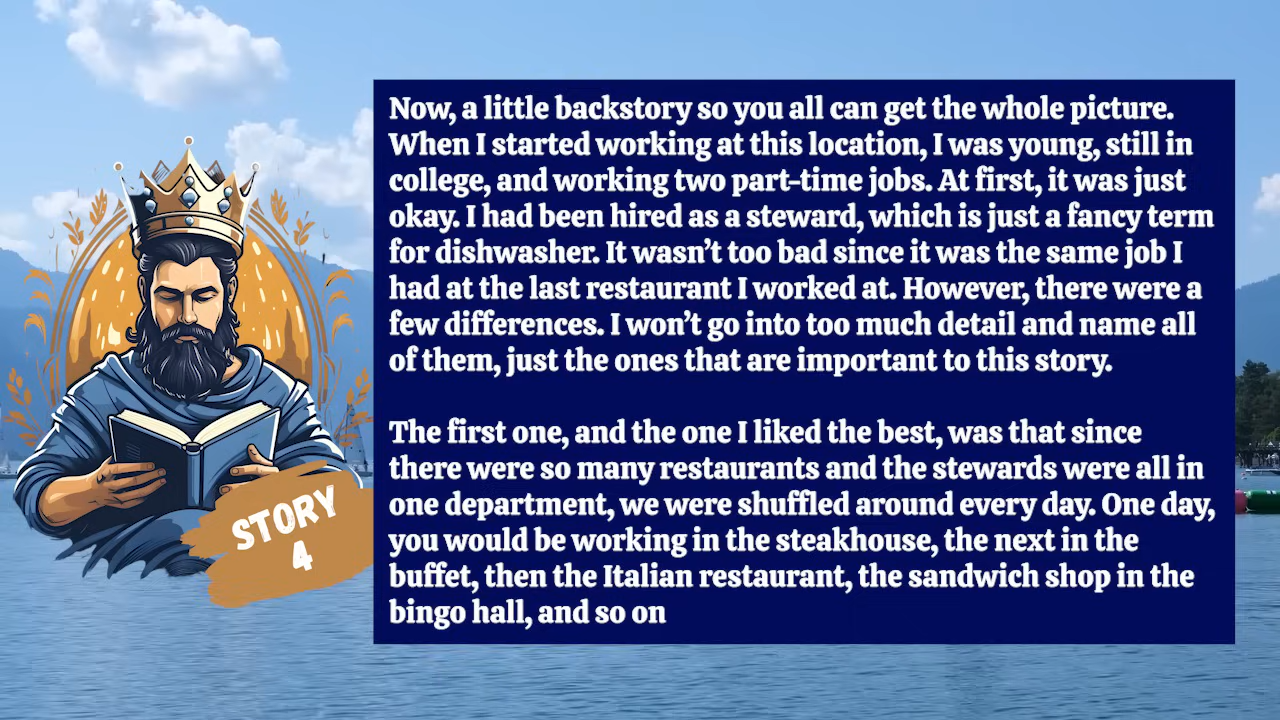 Now, a little backstory so you all can get the whole picture.
When I started working at this location, I was young, still in
college, and working two part-time jobs. At first, it was just
okay. I had been hired as a steward, which is just a fancy term
for dishwasher. It wasn’t too bad since it was the same job I
had at the last restaurant I worked at. However, there were a
few differences. I won’t go into too much detail and name all
of them, just the ones that are important to this story.
The first one, and the one I liked the best, was that since
there were so many restaurants and the stewards were all in
one department, we were shuffled around every day. One day,
you would be working in the steakhouse, the next in the
buffet, then the Italian restaurant, the sandwich shop in the
bingo hall, and so on
STORY
4